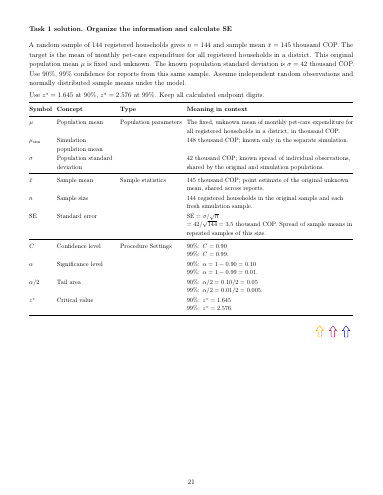 Task 1 solution. Organize the information and calculate SE
A random sample of 144 registered households gives n = 144 and sample mean x̄ = 145 thousand COP. The
target is the mean of monthly pet-care expenditure for all registered households in a district. This original
population mean μ is fixed and unknown. The known population standard deviation is σ = 42 thousand COP.
Use 90%, 99% confidence for reports from this same sample. Assume independent random observations and
normally distributed sample means under the model.
Use z* = 1.645 at 90%, z* = 2.576 at 99%. Keep all calculated endpoint digits.
Symbol Concept Type Meaning in context
μ Population mean Population parameters The fixed, unknown mean of monthly pet-care expenditure for
all registered households in a district, in thousand COP.
μsim Simulation 148 thousand COP; known only in the separate simulation.
population mean
σ Population standard 42 thousand COP; known spread of individual observations,
deviation shared by the original and simulation populations.
x̄ Sample mean Sample statistics 145 thousand COP; point estimate of the original unknown
mean, shared across reports.
n Sample size 144 registered households in the original sample and each
fresh simulation sample.
SE Standard error SE = σ/√n
= 42/√144 = 3.5 thousand COP. Spread of sample means in
repeated samples of this size.
C Confidence level Procedure Settings 90%: C = 0.90
99%: C = 0.99.
α Significance level 90%: α = 1 − 0.90 = 0.10
99%: α = 1 − 0.99 = 0.01.
α/2 Tail area 90%: α/2 = 0.10/2 = 0.05
99%: α/2 = 0.01/2 = 0.005.
z* Critical value 90%: z* = 1.645
99%: z* = 2.576.
21